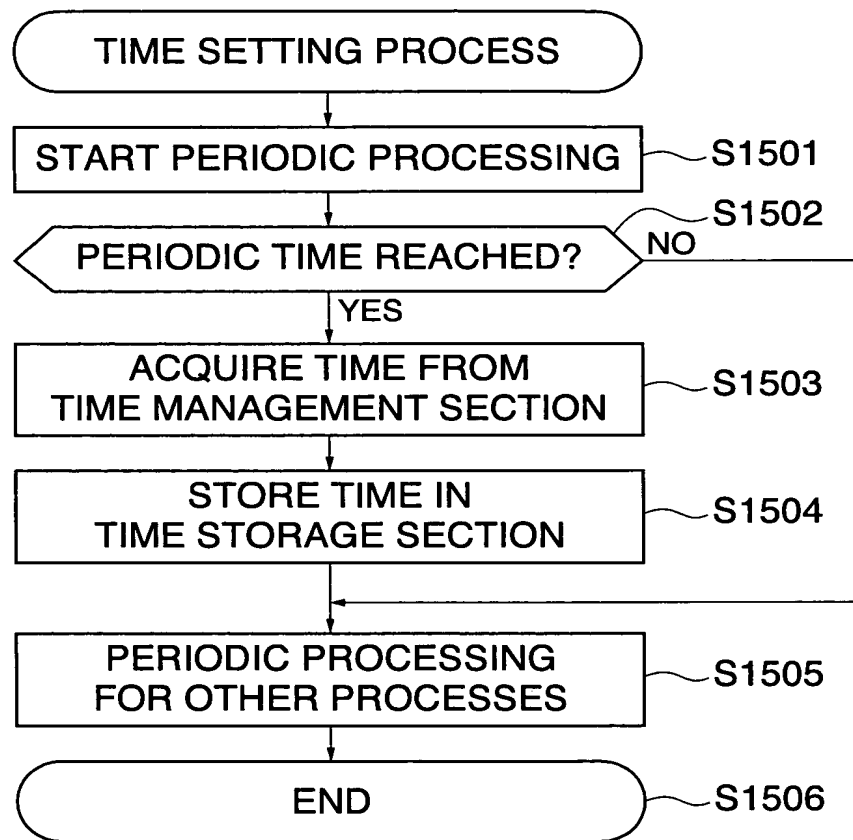 TIME SETTING PROCESS
START PERIODIC PROCESSING
S1501
S1502
PERIODIC TIME REACHED?
NO
YES
ACQUIRE TIME FROM
TIME MANAGEMENT SECTION
S1503
STORE TIME IN
TIME STORAGE SECTION
S1504
PERIODIC PROCESSING
FOR OTHER PROCESSES
S1505
END
S1506